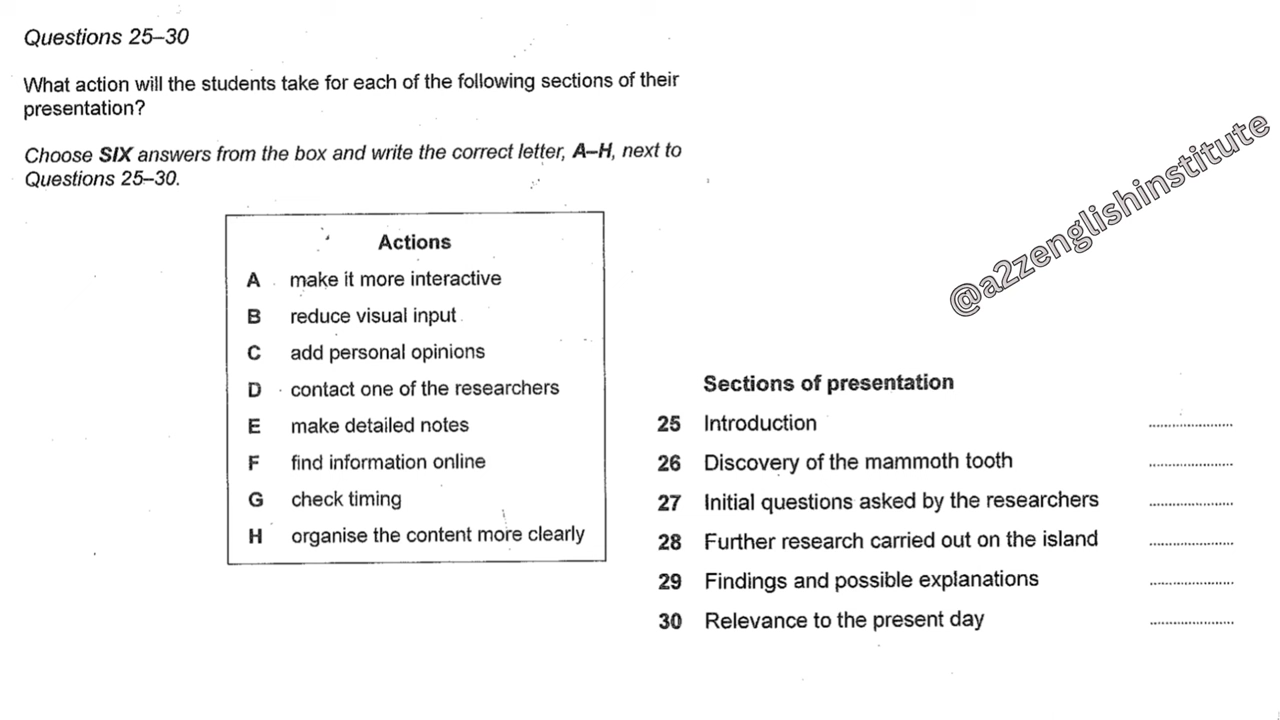 Questions 25–30
What action will the students take for each of the following sections of their
presentation?
Choose SIX answers from the box and write the correct letter, A–H, next to
Questions 25–30.
Actions
A make it more interactive
B reduce visual input
C add personal opinions
D contact one of the researchers
E make detailed notes
F find information online
G check timing
H organise the content more clearly
@a2zenglishinstitute
Sections of presentation
25 Introduction ......................
26 Discovery of the mammoth tooth ......................
27 Initial questions asked by the researchers ......................
28 Further research carried out on the island ......................
29 Findings and possible explanations ......................
30 Relevance to the present day ......................